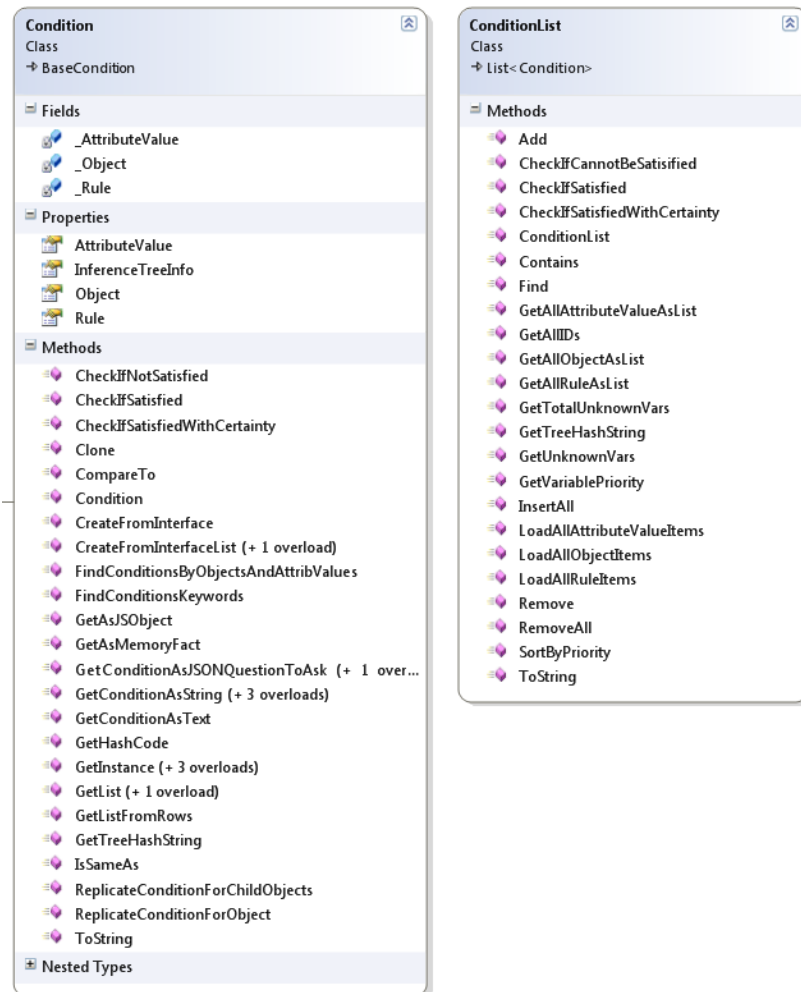 Condition
Class
BaseCondition
Fields
_AttributeValue
_Object
_Rule
Properties
AttributeValue
InferenceTreeInfo
Object
Rule
Methods
CheckIfNotSatisfied
CheckIfSatisfied
CheckIfSatisfiedWithCertainty
Clone
CompareTo
Condition
CreateFromInterface
CreateFromInterfaceList (+ 1 overload)
FindConditionsByObjectsAndAttribValues
FindConditionsKeywords
GetAsJSObject
GetAsMemoryFact
GetConditionAsJSONQuestionToAsk (+ 1 over...
GetConditionAsString (+ 3 overloads)
GetConditionAsText
GetHashCode
GetInstance (+ 3 overloads)
GetList (+ 1 overload)
GetListFromRows
GetTreeHashString
IsSameAs
ReplicateConditionForChildObjects
ReplicateConditionForObject
ToString
Nested Types
ConditionList
Class
List<Condition>
Methods
Add
CheckIfCannotBeSatisified
CheckIfSatisfied
CheckIfSatisfiedWithCertainty
ConditionList
Contains
Find
GetAllAttributeValueAsList
GetAllIDs
GetAllObjectAsList
GetAllRuleAsList
GetTotalUnknownVars
GetTreeHashString
GetUnknownVars
GetVariablePriority
InsertAll
LoadAllAttributeValueItems
LoadAllObjectItems
LoadAllRuleItems
Remove
RemoveAll
SortByPriority
ToString